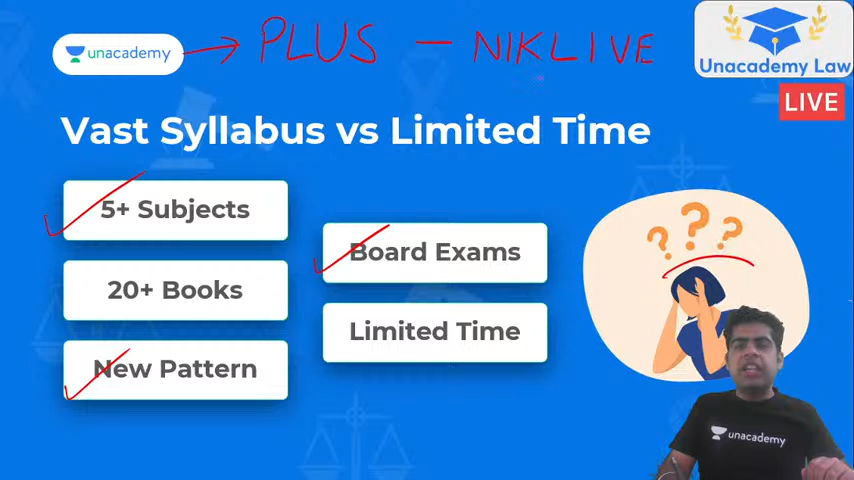 unacademy → PLUS — NIKLIVE
Unacademy Law
LIVE
Vast Syllabus vs Limited Time
5+ Subjects
20+ Books
New Pattern
Board Exams
Limited Time
? ? ?
unacademy